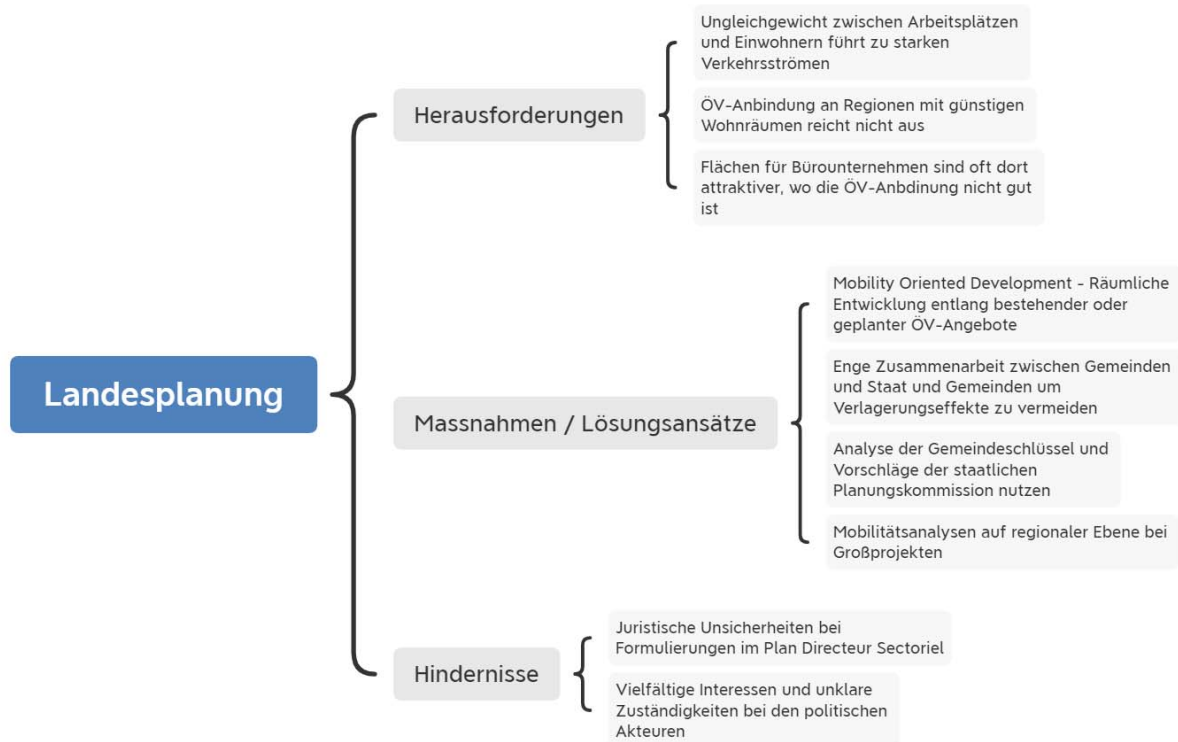 Ungleichgewicht zwischen Arbeitsplätzen
und Einwohnern führt zu starken
Verkehrsströmen
Herausforderungen
ÖV-Anbindung an Regionen mit günstigen
Wohnräumen reicht nicht aus
Flächen für Bürounternehmen sind oft dort
attraktiver, wo die ÖV-Anbdinung nicht gut
ist
Landesplanung
Massnahmen / Lösungsansätze
Mobility Oriented Development - Räumliche
Entwicklung entlang bestehender oder
geplanter ÖV-Angebote
Enge Zusammenarbeit zwischen Gemeinden
und Staat und Gemeinden um
Verlagerungseffekte zu vermeiden
Analyse der Gemeindeschlüssel und
Vorschläge der staatlichen
Planungskommission nutzen
Mobilitätsanalysen auf regionaler Ebene bei
Großprojekten
Hindernisse
Juristische Unsicherheiten bei
Formulierungen im Plan Directeur Sectoriel
Vielfältige Interessen und unklare
Zuständigkeiten bei den politischen
Akteuren